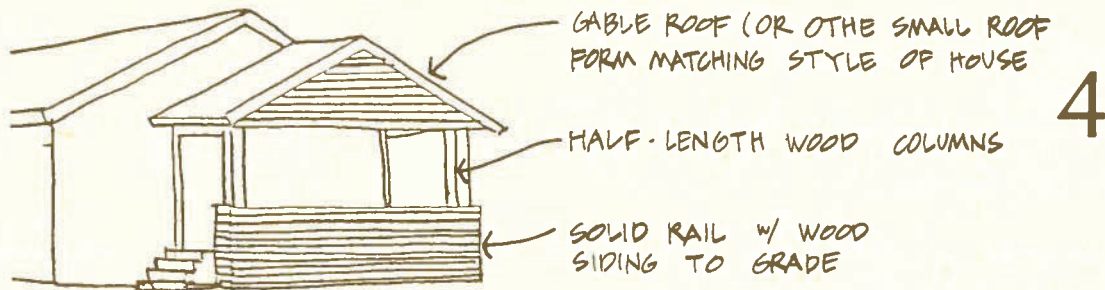 GABLE ROOF (OR OTHE SMALL ROOF
FORM MATCHING STYLE OF HOUSE
4
HALF-LENGTH WOOD COLUMNS
SOLID RAIL w/ WOOD
SIDING TO GRADE